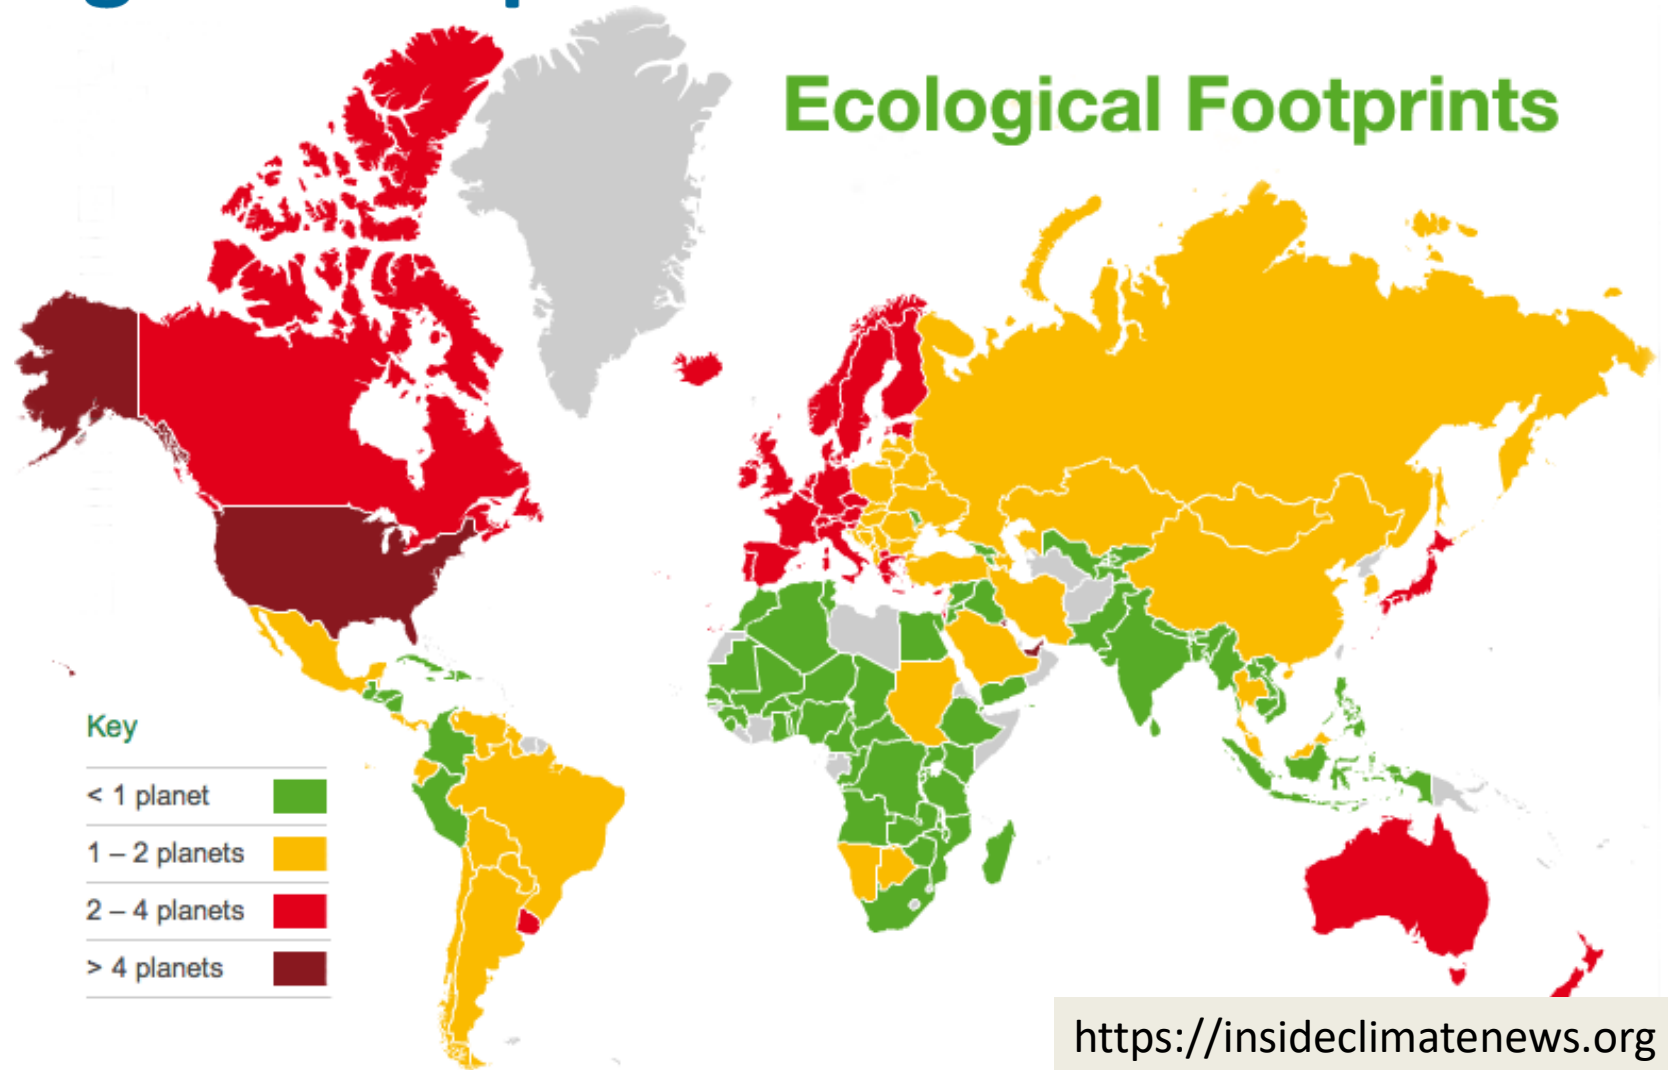 Ecological Footprints
Key
< 1 planet
1 – 2 planets
2 – 4 planets
> 4 planets
https://insideclimatenews.org